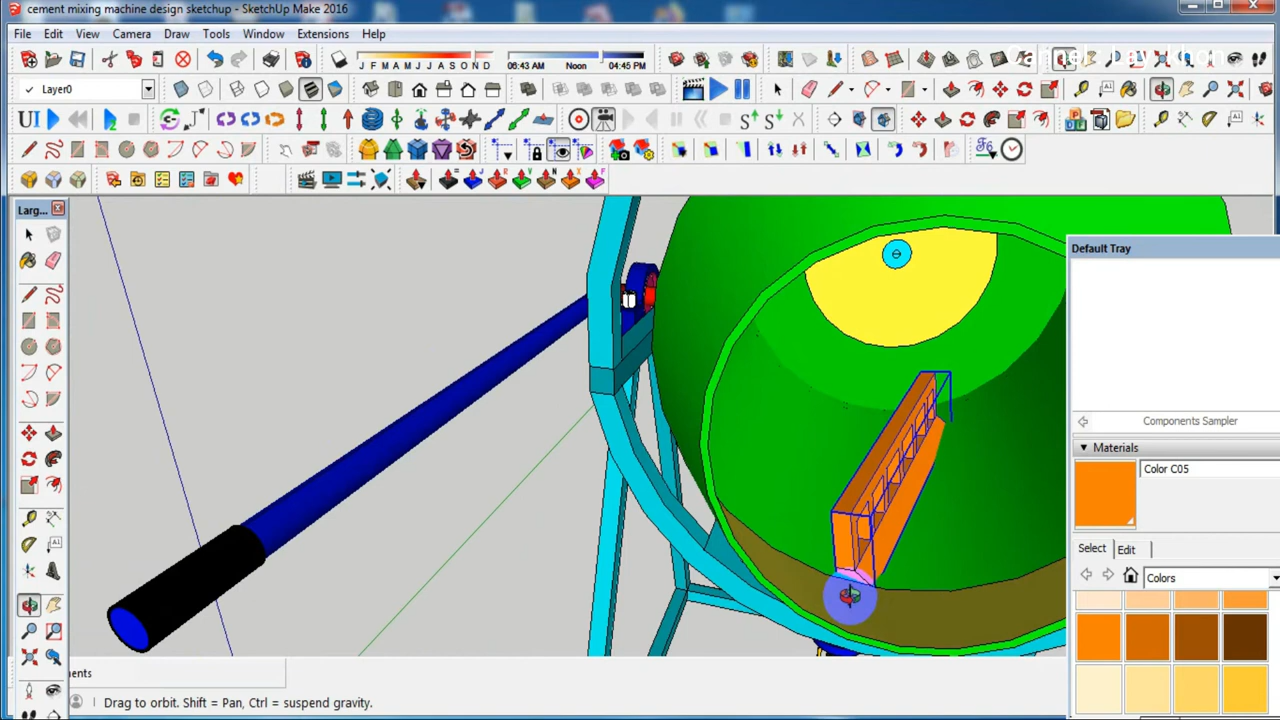 cement mixing machine design sketchup - SketchUp Make 2016
File Edit View Camera Draw Tools Window Extensions Help
J F M A M J J A S O N D 06:43 AM Noon 04:45 PM
Layer0
UI
Larg...
Default Tray
Components Sampler
Materials
Color C05
Select Edit
Colors
nents
Drag to orbit. Shift = Pan, Ctrl = suspend gravity.